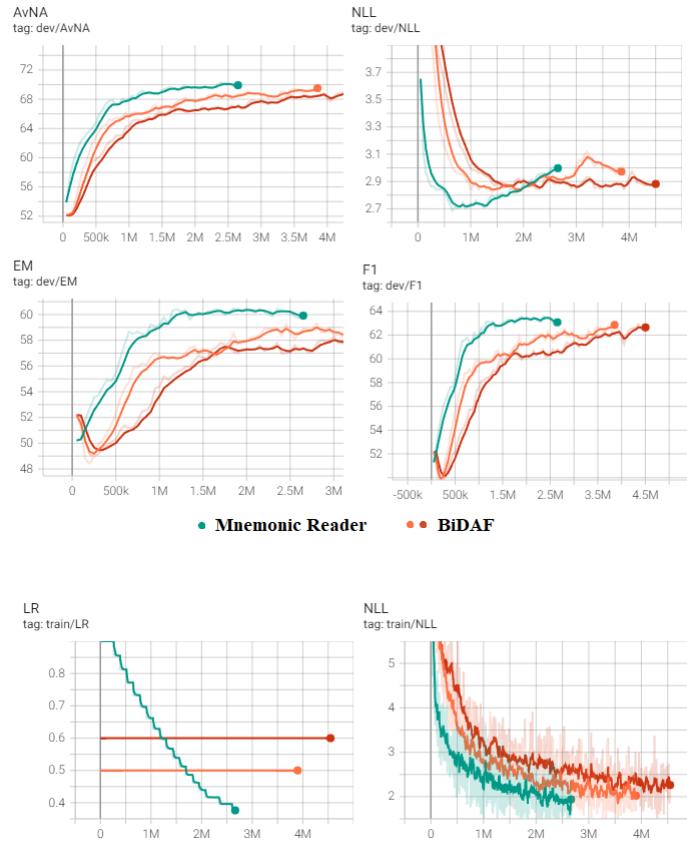 AvNA
tag: dev/AvNA
72
68
64
60
56
52
0 500k 1M 1.5M 2M 2.5M 3M 3.5M 4M
NLL
tag: dev/NLL
3.7
3.5
3.3
3.1
2.9
2.7
0 1M 2M 3M 4M
EM
tag: dev/EM
60
58
56
54
52
50
48
0 500k 1M 1.5M 2M 2.5M 3M
F1
tag: dev/F1
64
62
60
58
56
54
52
-500k 500k 1.5M 2.5M 3.5M 4.5M
Mnemonic Reader BiDAF
LR
tag: train/LR
0.8
0.7
0.6
0.5
0.4
0 1M 2M 3M 4M
NLL
tag: train/NLL
5
4
3
2
0 1M 2M 3M 4M